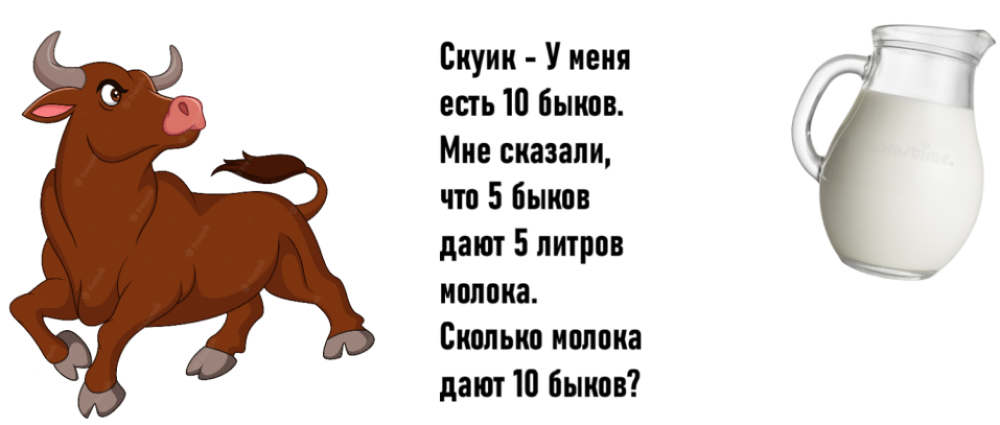 Скуик - У меня
есть 10 быков.
Мне сказали,
что 5 быков
дают 5 литров
молока.
Сколько молока
дают 10 быков?